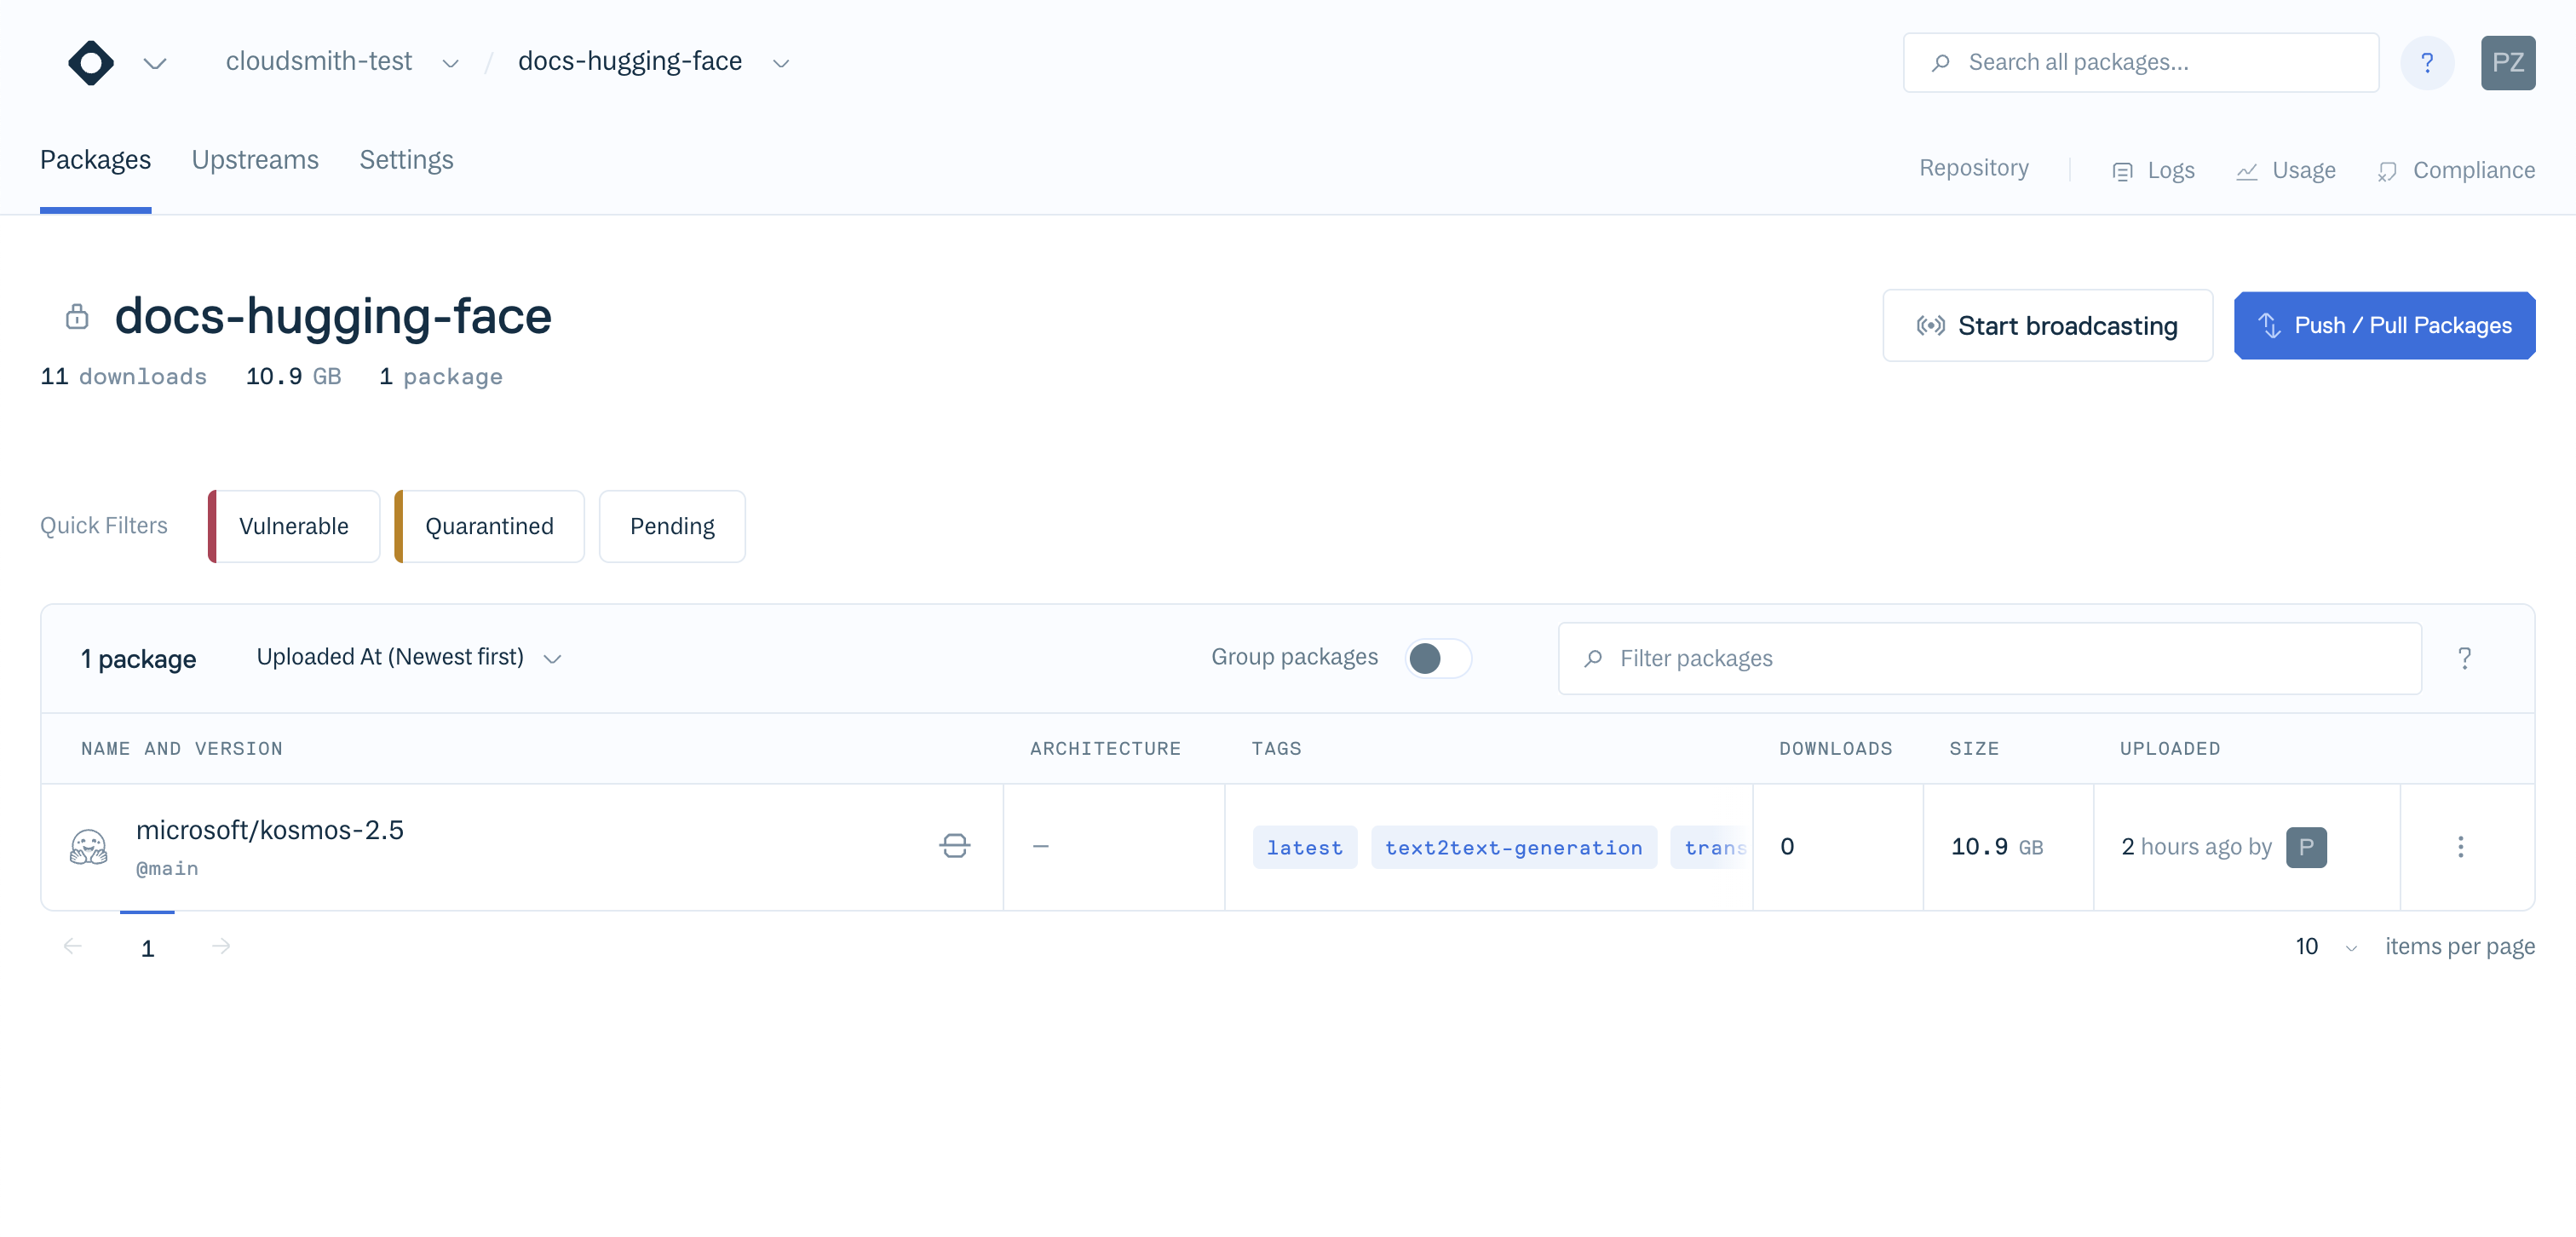 cloudsmith-test / docs-hugging-face
Search all packages...
?
PZ
Packages Upstreams Settings
Repository Logs Usage Compliance
docs-hugging-face
11 downloads 10.9 GB 1 package
Start broadcasting
Push / Pull Packages
Quick Filters Vulnerable Quarantined Pending
1 package Uploaded At (Newest first) Group packages Filter packages ?
NAME AND VERSION ARCHITECTURE TAGS DOWNLOADS SIZE UPLOADED
microsoft/kosmos-2.5
@main
– latest text2text-generation trans 0 10.9 GB 2 hours ago by P
1
10 items per page